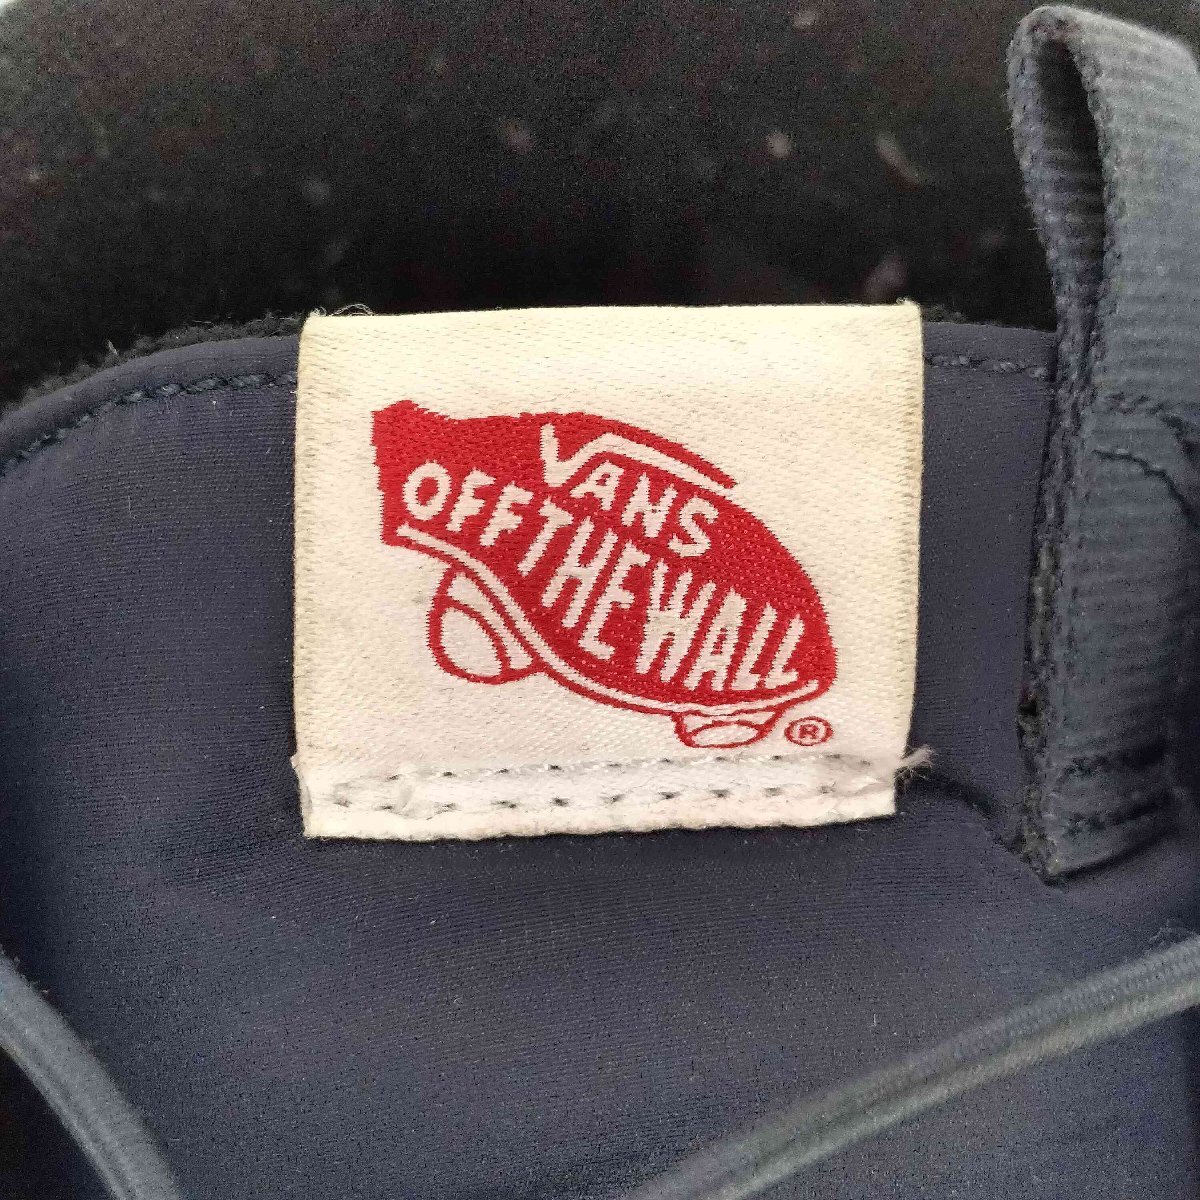 VANS
OFF THE WALL
®